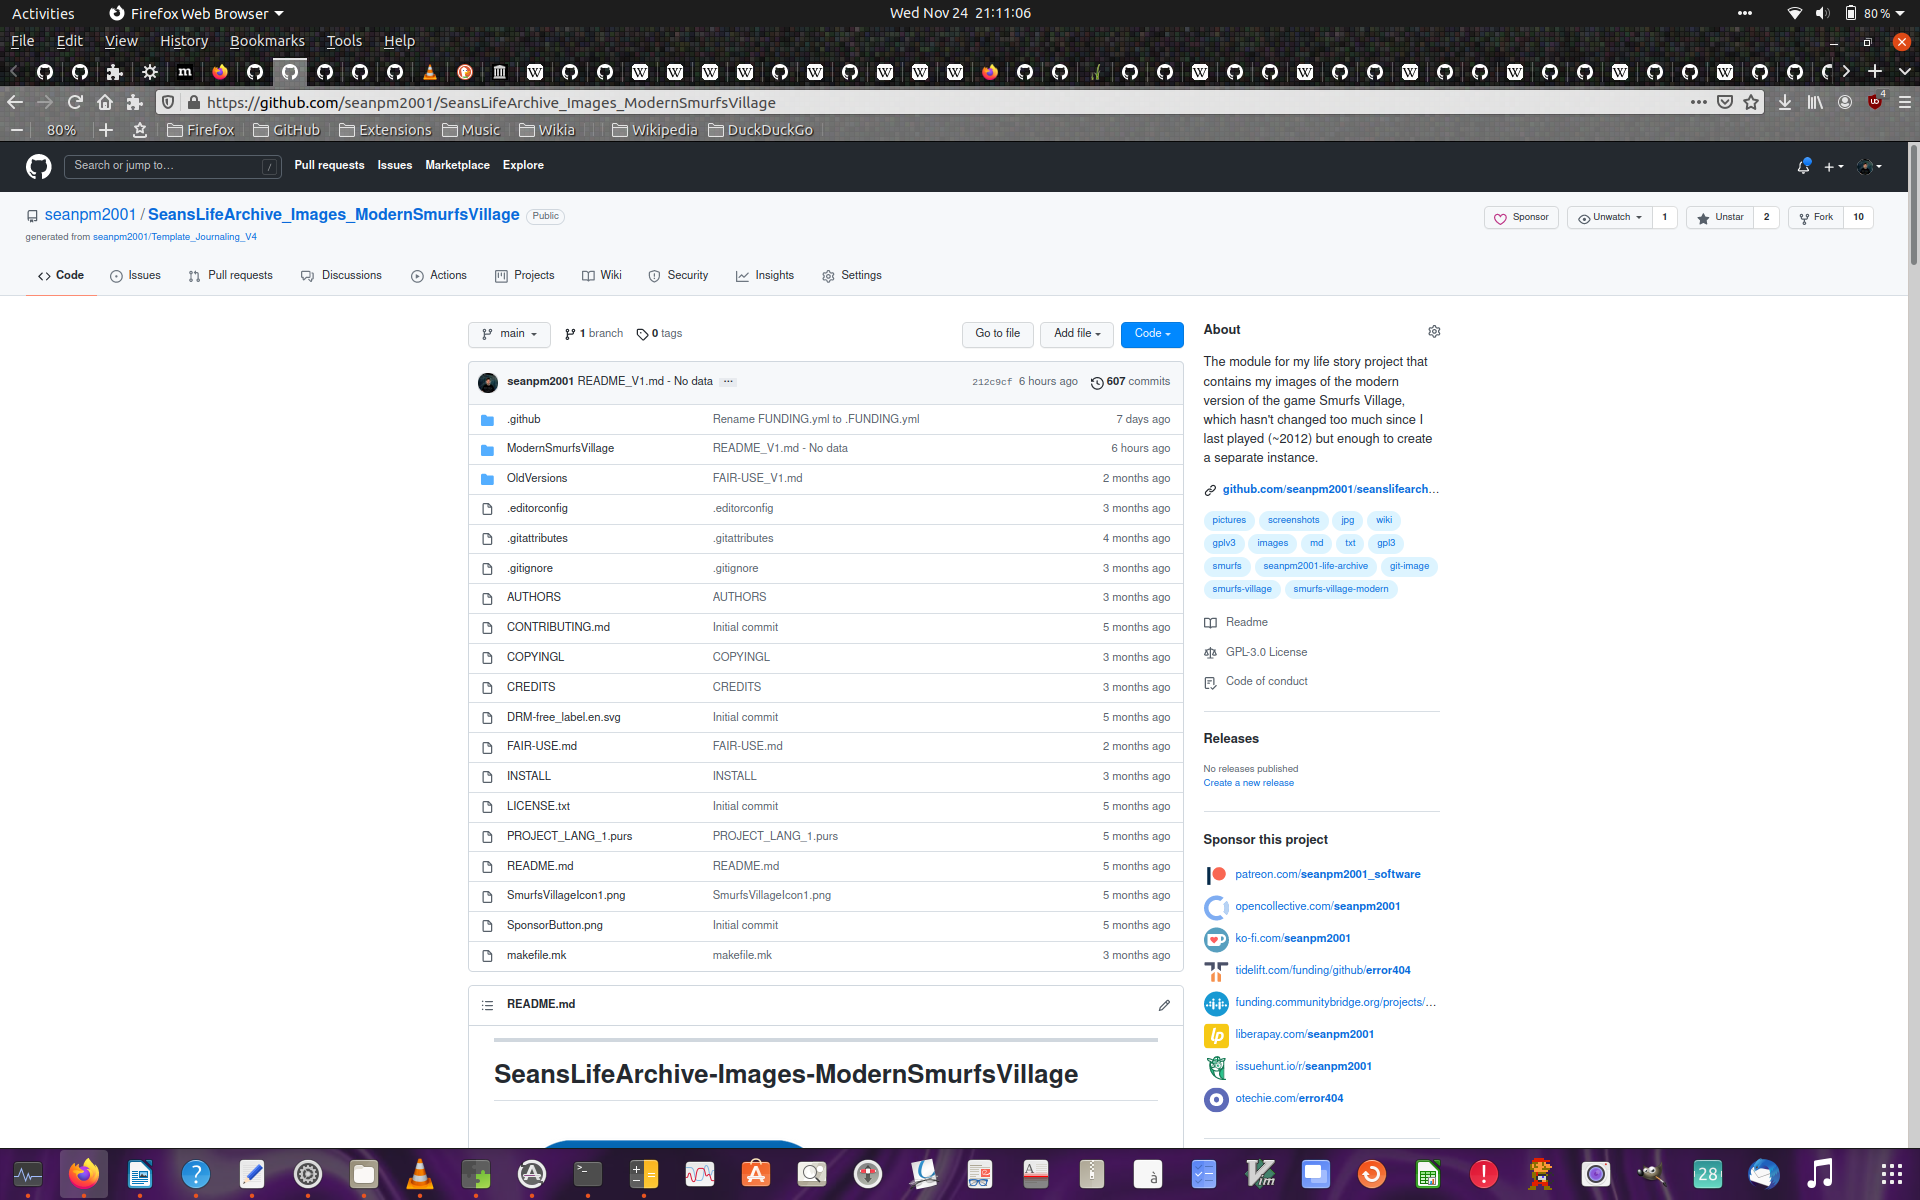 Activities Firefox Web Browser Wed Nov 24 21:11:06 80 %
File Edit View History Bookmarks Tools Help
https://github.com/seanpm2001/SeansLifeArchive_Images_ModernSmurfsVillage 4
80% Firefox GitHub Extensions Music Wikia Wikipedia DuckDuckGo
Search or jump to... / Pull requests Issues Marketplace Explore
seanpm2001 / SeansLifeArchive_Images_ModernSmurfsVillage Public Sponsor Unwatch 1 Unstar 2 Fork 10
generated from seanpm2001/Template_Journaling_V4
Code Issues Pull requests Discussions Actions Projects Wiki Security Insights Settings
main 1 branch 0 tags Go to file Add file Code
seanpm2001 README_V1.md - No data ... 212c9cf 6 hours ago 607 commits
.github Rename FUNDING.yml to .FUNDING.yml 7 days ago
ModernSmurfsVillage README_V1.md - No data 6 hours ago
OldVersions FAIR-USE_V1.md 2 months ago
.editorconfig .editorconfig 3 months ago
.gitattributes .gitattributes 4 months ago
.gitignore .gitignore 3 months ago
AUTHORS AUTHORS 3 months ago
CONTRIBUTING.md Initial commit 5 months ago
COPYINGL COPYINGL 3 months ago
CREDITS CREDITS 3 months ago
DRM-free_label.en.svg Initial commit 5 months ago
FAIR-USE.md FAIR-USE.md 2 months ago
INSTALL INSTALL 3 months ago
LICENSE.txt Initial commit 5 months ago
PROJECT_LANG_1.purs PROJECT_LANG_1.purs 5 months ago
README.md README.md 5 months ago
SmurfsVillageIcon1.png SmurfsVillageIcon1.png 5 months ago
SponsorButton.png Initial commit 5 months ago
makefile.mk makefile.mk 3 months ago
README.md
SeansLifeArchive-Images-ModernSmurfsVillage
About
The module for my life story project that
contains my images of the modern
version of the game Smurfs Village,
which hasn't changed too much since I
last played (~2012) but enough to create
a separate instance.
github.com/seanpm2001/seanslifearch...
pictures screenshots jpg wiki
gplv3 images md txt gpl3
smurfs seanpm2001-life-archive git-image
smurfs-village smurfs-village-modern
Readme
GPL-3.0 License
Code of conduct
Releases
No releases published
Create a new release
Sponsor this project
patreon.com/seanpm2001_software
opencollective.com/seanpm2001
ko-fi.com/seanpm2001
tidelift.com/funding/github/error404
funding.communitybridge.org/projects/...
liberapay.com/seanpm2001
issuehunt.io/r/seanpm2001
otechie.com/error404
28